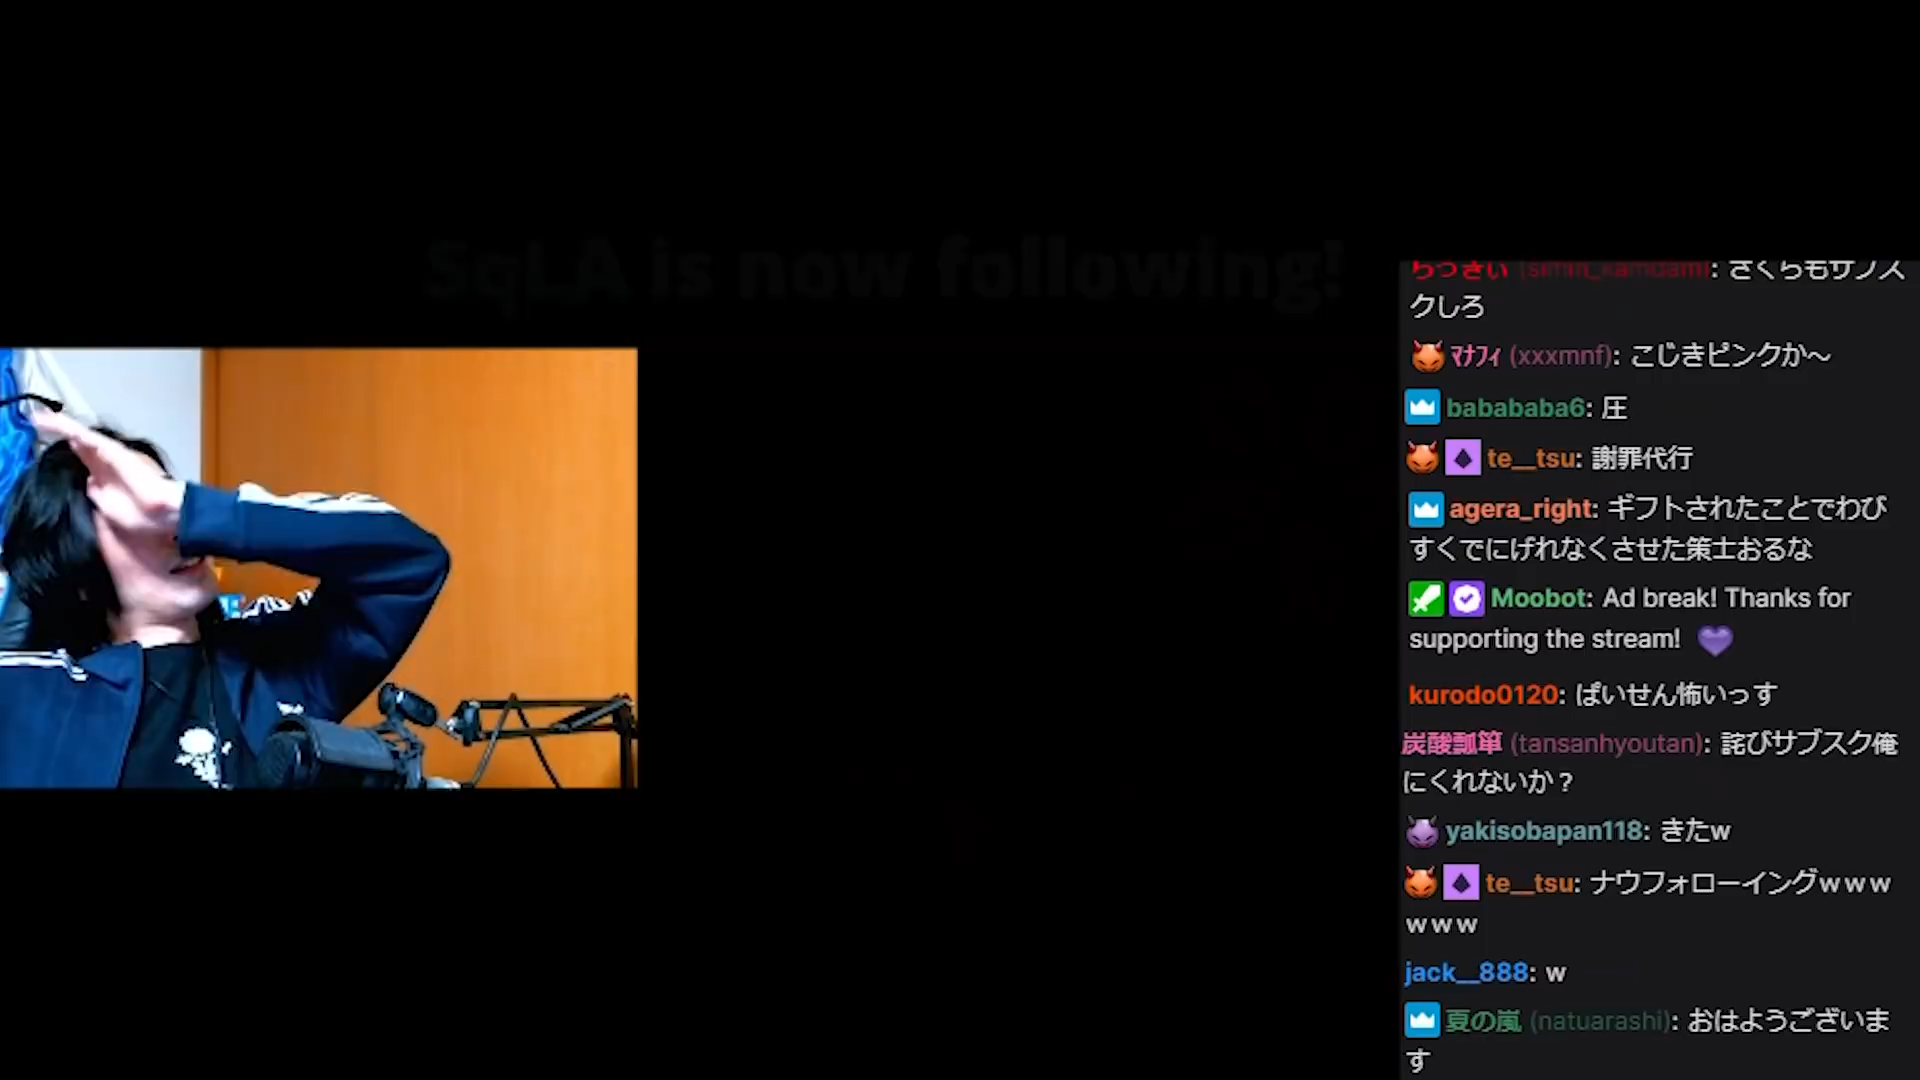 SqLA is now following!
らっきい (simin_kamdami): さくらもサブス
クしろ
ﾏﾅﾌｨ (xxxmnf): こじきピンクか～
babababa6: 圧
te__tsu: 謝罪代行
agera_right: ギフトされたことでわび
すくでにげれなくさせた策士おるな
Moobot: Ad break! Thanks for
supporting the stream!
kurodo0120: ぱいせん怖いっす
炭酸瓢箪 (tansanhyoutan): 詫びサブスク俺
にくれないか？
yakisobapan118: きたw
te__tsu: ナウフォローイングｗｗｗ
ｗｗｗ
jack__888: w
夏の嵐 (natuarashi): おはようございま
す